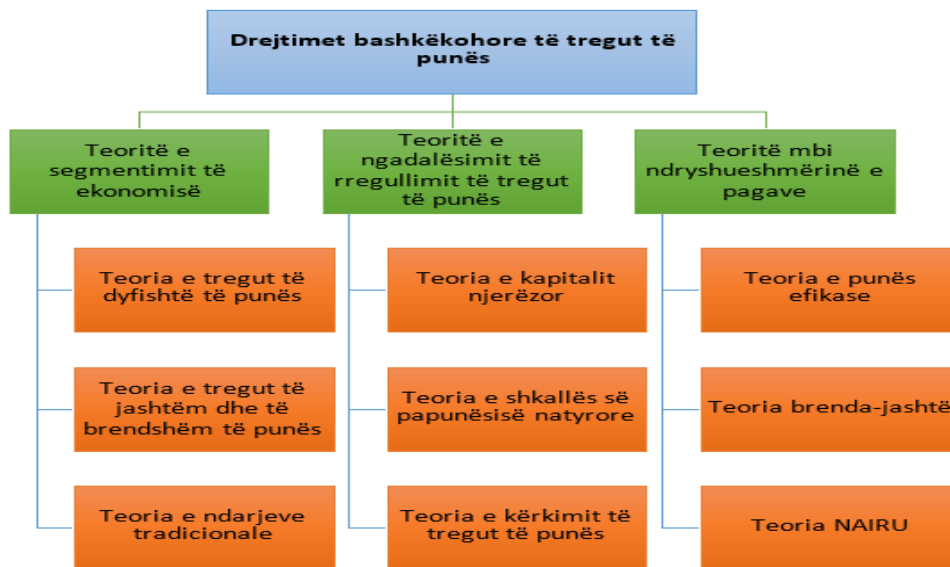 Drejtimet bashkëkohore të tregut të
punës
Teoritë e
segmentimit të
ekonomisë
Teoritë e
ngadalësimit të
rregullimit të tregut
të punës
Teoritë mbi
ndryshueshmërinë e
pagave
Teoria e tregut të
dyfishtë të punës
Teoria e kapitalit
njerëzor
Teoria e punës
efikase
Teoria e tregut të
jashtëm dhe të
brendshëm të punës
Teoria e shkallës së
papunësisë natyrore
Teoria brenda-jashtë
Teoria e ndarjeve
tradicionale
Teoria e kërkimit të
tregut të punës
Teoria NAIRU